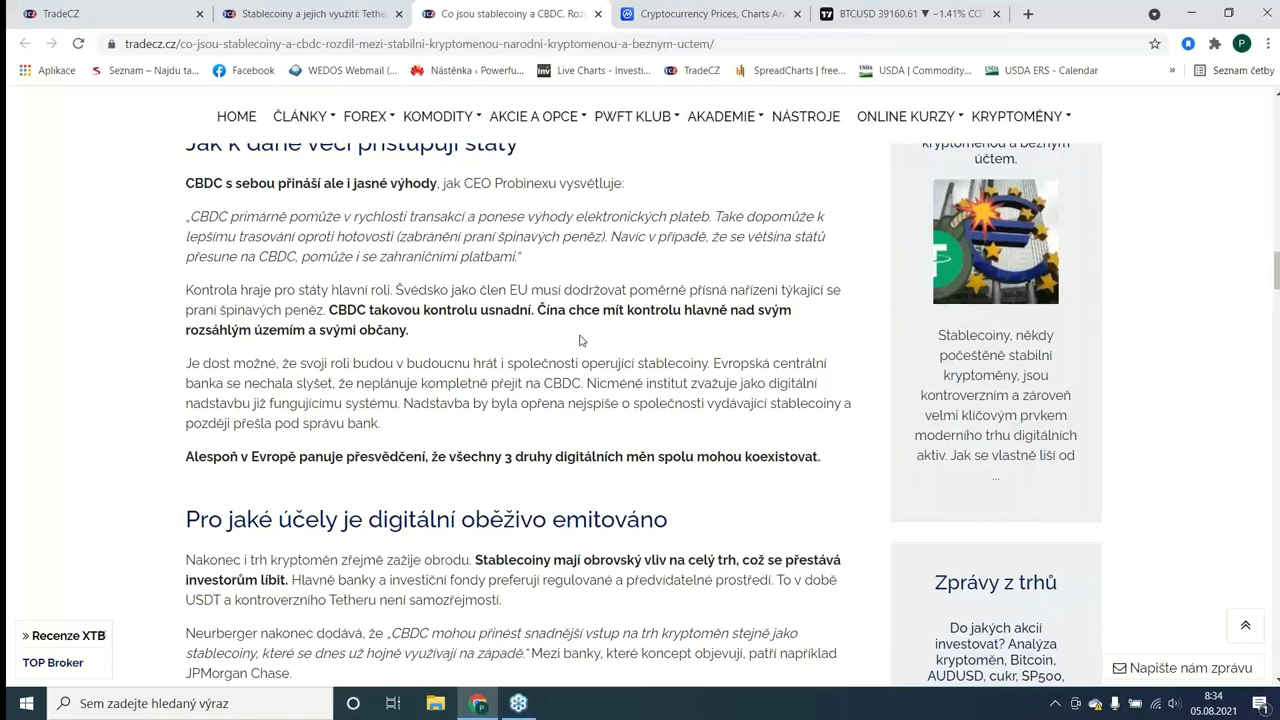 TradeCZ
Stablecoiny a jejich využití: Tethe
Co jsou stablecoiny a CBDC. Roz
Cryptocurrency Prices, Charts An
BTCUSD 39160.61 ▼ −1.41% CO
tradecz.cz/co-jsou-stablecoiny-a-cbdc-rozdil-mezi-stabilni-kryptomenou-narodni-kryptomenou-a-beznym-uctem/
P
Aplikace
Seznam – Najdu ta...
Facebook
WEDOS Webmail (...
Nástěnka ‹ Powerfu...
Live Charts - Investi...
TradeCZ
SpreadCharts | free...
USDA | Commodity...
USDA ERS - Calendar
»
Seznam četby
HOME ČLÁNKY FOREX KOMODITY AKCIE A OPCE PWFT KLUB AKADEMIE NÁSTROJE ONLINE KURZY KRYPTOMĚNY
Jak k dané věci přistupují státy
CBDC s sebou přináší ale i jasné výhody, jak CEO Probinexu vysvětluje:
„CBDC primárně pomůže v rychlosti transakcí a ponese výhody elektronických plateb. Také dopomůže k
lepšímu trasování oproti hotovosti (zabránění praní špinavých peněz). Navíc v případě, že se většina států
přesune na CBDC, pomůže i se zahraničními platbami.“
Kontrola hraje pro státy hlavní roli. Švédsko jako člen EU musí dodržovat poměrně přísná nařízení týkající se
praní špinavých peněz. CBDC takovou kontrolu usnadní. Čína chce mít kontrolu hlavně nad svým
rozsáhlým územím a svými občany.
Je dost možné, že svoji roli budou v budoucnu hrát i společnosti operující stablecoiny. Evropská centrální
banka se nechala slyšet, že neplánuje kompletně přejít na CBDC. Nicméně institut zvažuje jako digitální
nadstavbu již fungujícímu systému. Nadstavba by byla opřena nejspíše o společnosti vydávající stablecoiny a
později přešla pod správu bank.
Alespoň v Evropě panuje přesvědčení, že všechny 3 druhy digitálních měn spolu mohou koexistovat.
Pro jaké účely je digitální oběživo emitováno
Nakonec i trh kryptoměn zřejmě zažije obrodu. Stablecoiny mají obrovský vliv na celý trh, což se přestává
investorům líbit. Hlavně banky a investiční fondy preferují regulované a předvídatelné prostředí. To v době
USDT a kontroverzního Tetheru není samozřejmostí.
Neurberger nakonec dodává, že „CBDC mohou přinést snadnější vstup na trh kryptoměn stejně jako
stablecoiny, které se dnes už hojně využívají na západě.“ Mezi banky, které koncept objevují, patří například
JPMorgan Chase.
kryptoměnou a běžným
účtem.
Stablecoiny, někdy
počeštěně stabilní
kryptoměny, jsou
kontroverzním a zároveň
velmi klíčovým prvkem
moderního trhu digitálních
aktiv. Jak se vlastně liší od
...
Zprávy z trhů
Do jakých akcií
investovat? Analýza
kryptoměn, Bitcoin,
AUDUSD, cukr, SP500,
» Recenze XTB
TOP Broker
Napište nám zprávu
Sem zadejte hledaný výraz
8:34
05.08.2021
1